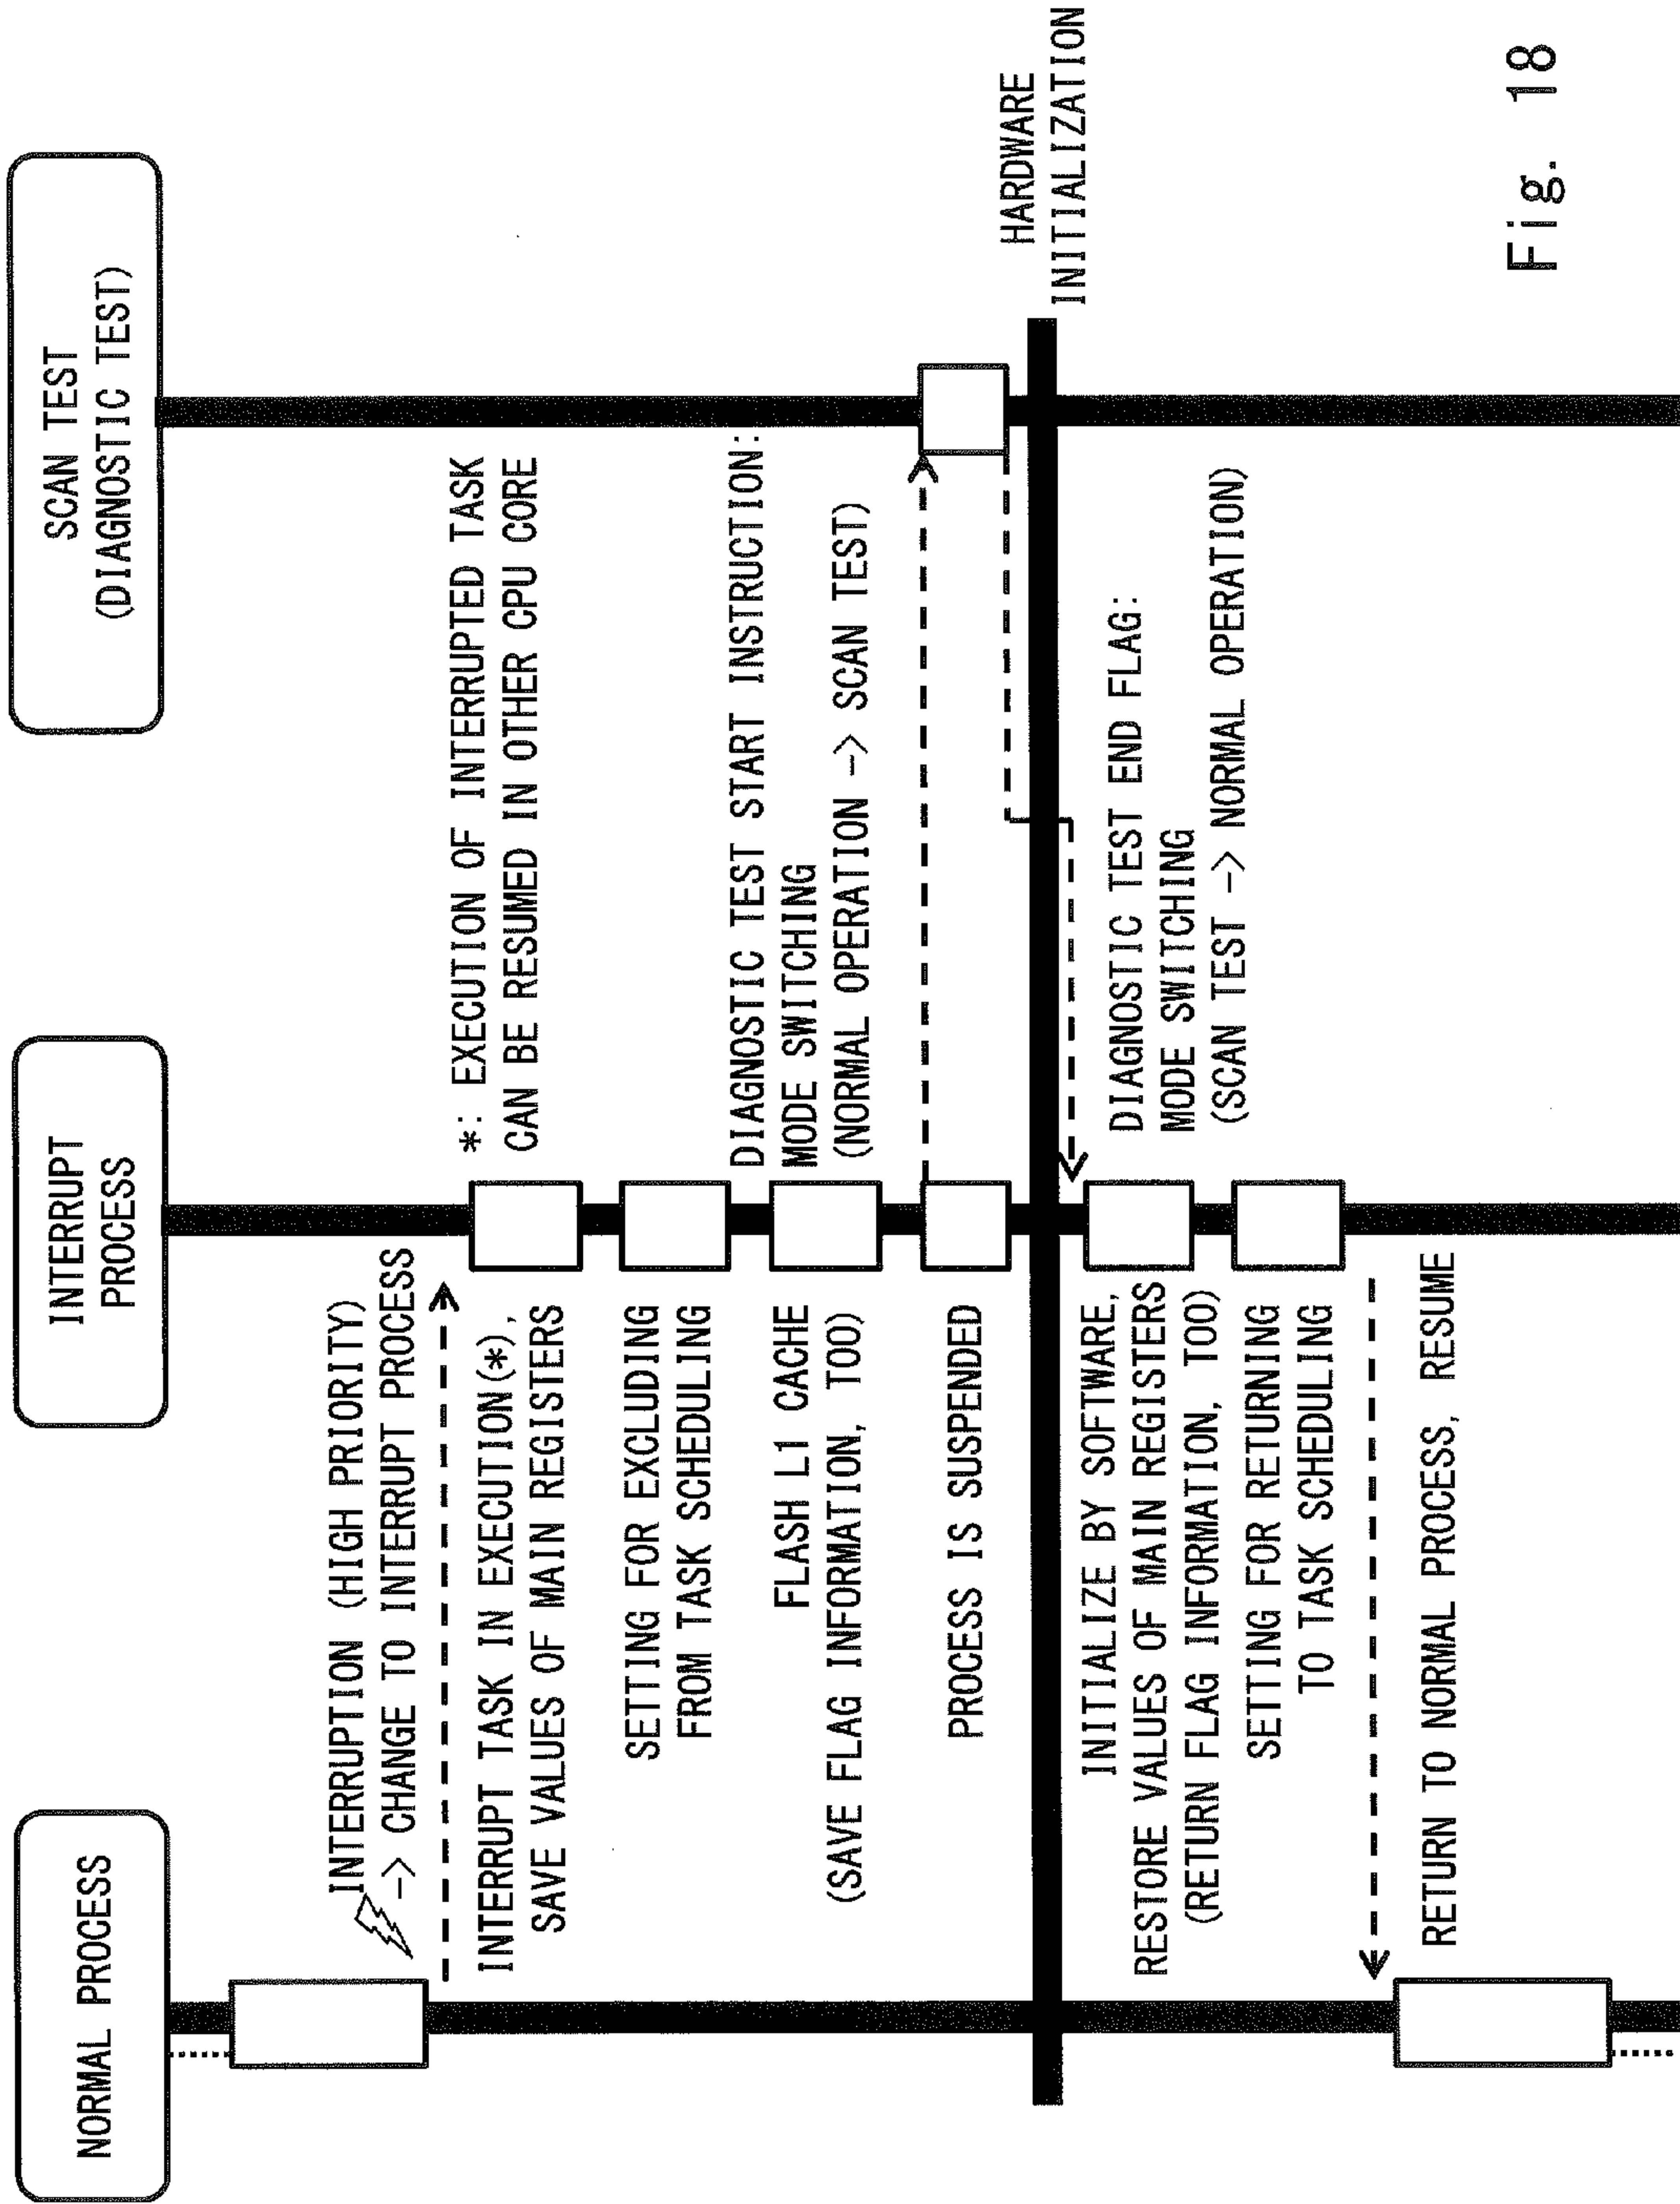 NORMAL PROCESS
INTERRUPT
PROCESS
SCAN TEST
(DIAGNOSTIC TEST)
INTERRUPTION (HIGH PRIORITY)
-> CHANGE TO INTERRUPT PROCESS
INTERRUPT TASK IN EXECUTION(*),
SAVE VALUES OF MAIN REGISTERS
*: EXECUTION OF INTERRUPTED TASK
CAN BE RESUMED IN OTHER CPU CORE
SETTING FOR EXCLUDING
FROM TASK SCHEDULING
FLASH L1 CACHE
(SAVE FLAG INFORMATION, TOO)
DIAGNOSTIC TEST START INSTRUCTION:
MODE SWITCHING
(NORMAL OPERATION -> SCAN TEST)
PROCESS IS SUSPENDED
HARDWARE
INITIALIZATION
INITIALIZE BY SOFTWARE,
RESTORE VALUES OF MAIN REGISTERS
(RETURN FLAG INFORMATION, TOO)
DIAGNOSTIC TEST END FLAG:
MODE SWITCHING
(SCAN TEST -> NORMAL OPERATION)
SETTING FOR RETURNING
TO TASK SCHEDULING
RETURN TO NORMAL PROCESS, RESUME
Fig. 18